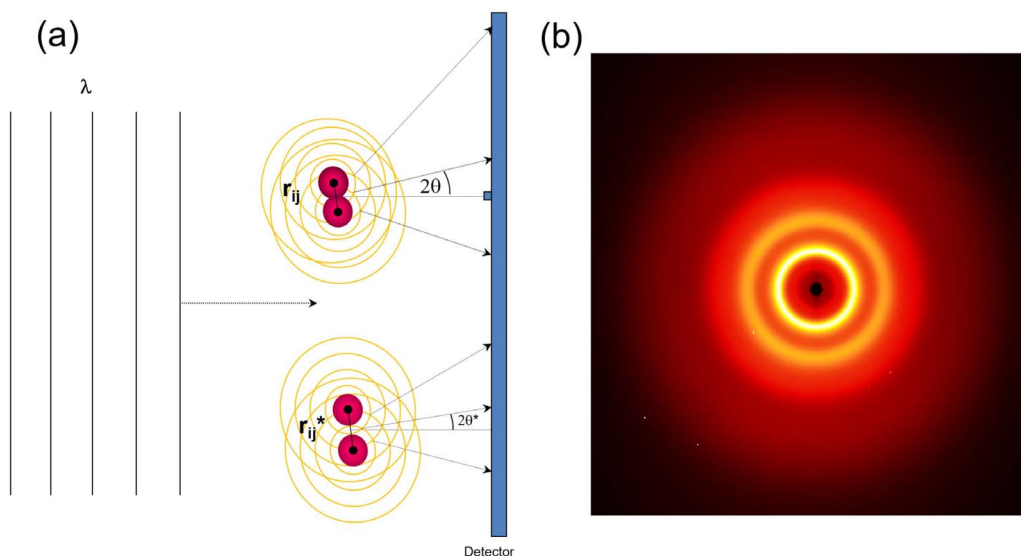 (a)
(b)
λ
r_ij
2θ
r_ij*
2θ*
Detector